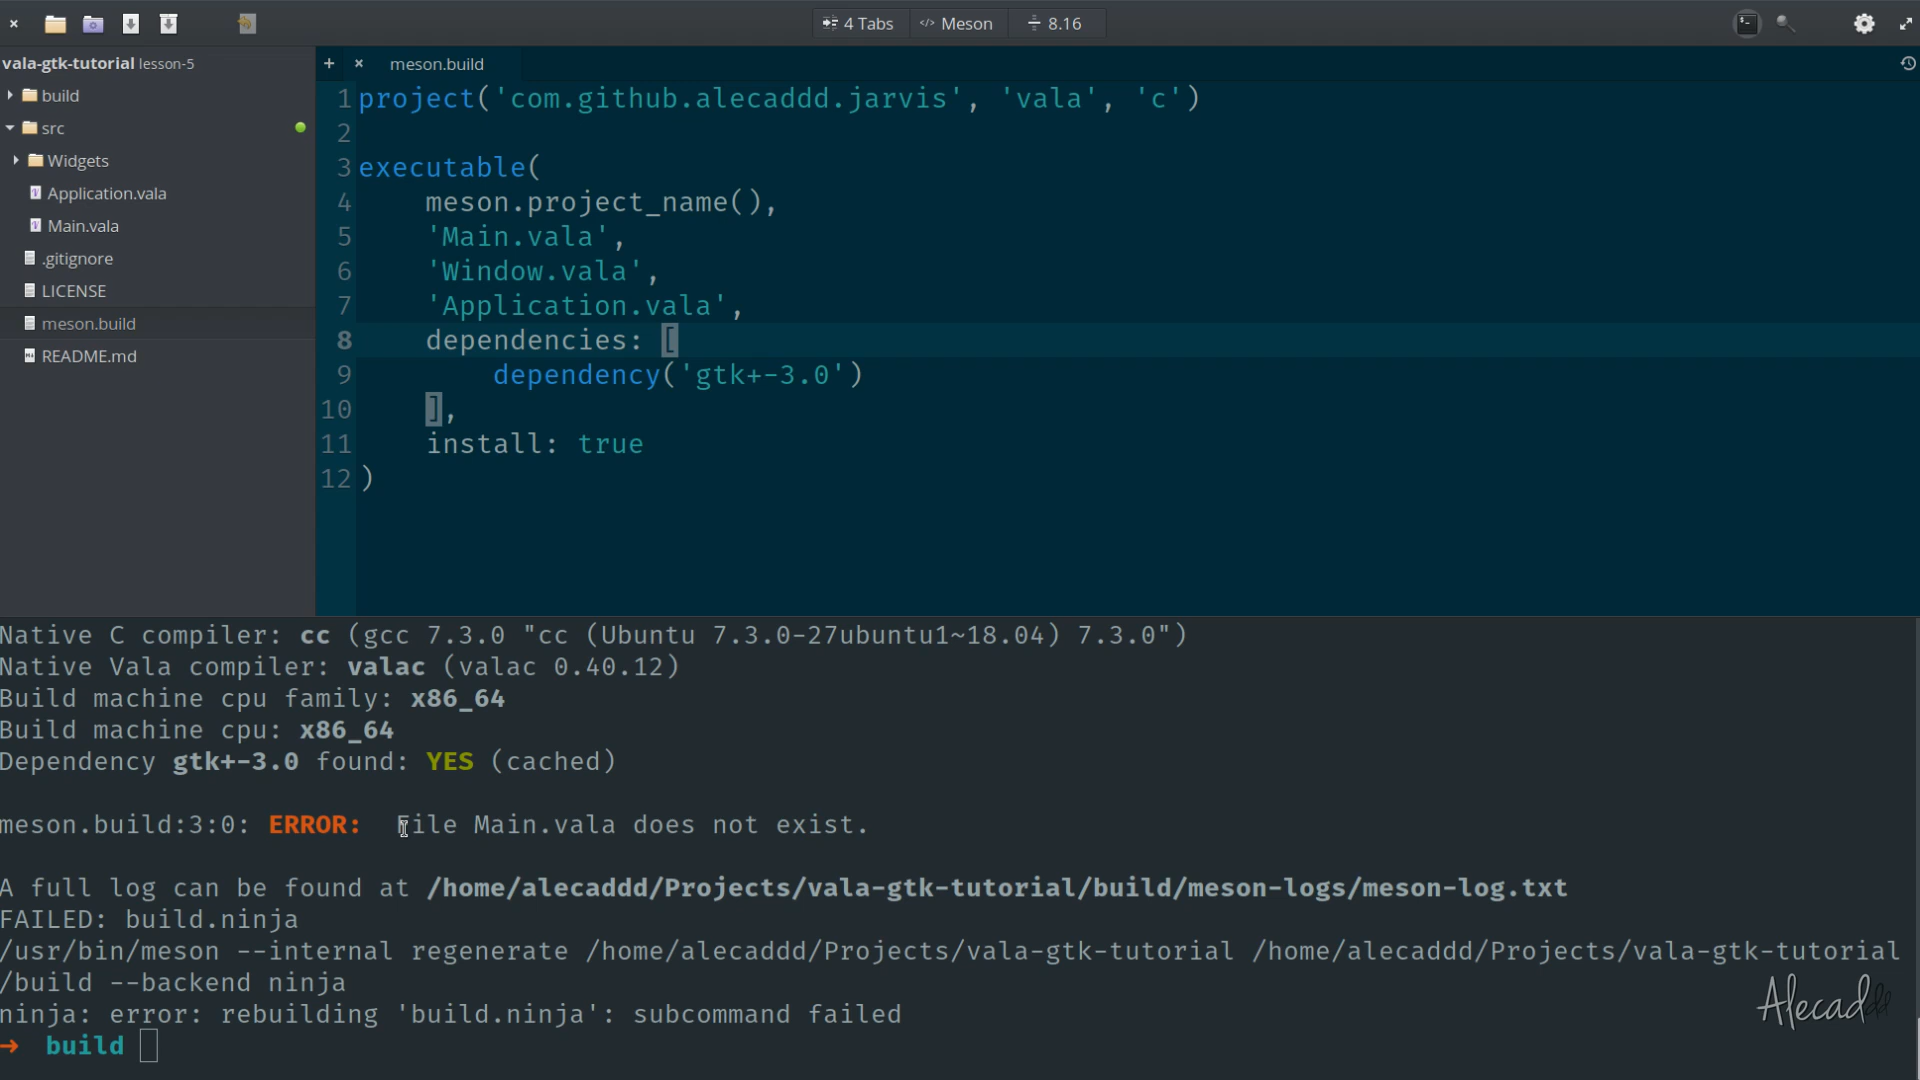 4 Tabs </> Meson 8.16
vala-gtk-tutorial lesson-5
build
src
Widgets
Application.vala
Main.vala
.gitignore
LICENSE
meson.build
README.md
+ × meson.build
1 project('com.github.alecaddd.jarvis', 'vala', 'c')
2
3 executable(
4 meson.project_name(),
5 'Main.vala',
6 'Window.vala',
7 'Application.vala',
8 dependencies: [
9 dependency('gtk+-3.0')
10 ],
11 install: true
12 )
Native C compiler: cc (gcc 7.3.0 "cc (Ubuntu 7.3.0-27ubuntu1~18.04) 7.3.0")
Native Vala compiler: valac (valac 0.40.12)
Build machine cpu family: x86_64
Build machine cpu: x86_64
Dependency gtk+-3.0 found: YES (cached)
meson.build:3:0: ERROR: File Main.vala does not exist.
A full log can be found at /home/alecaddd/Projects/vala-gtk-tutorial/build/meson-logs/meson-log.txt
FAILED: build.ninja
/usr/bin/meson --internal regenerate /home/alecaddd/Projects/vala-gtk-tutorial /home/alecaddd/Projects/vala-gtk-tutorial
/build --backend ninja
ninja: error: rebuilding 'build.ninja': subcommand failed
→ build
Alecaddd